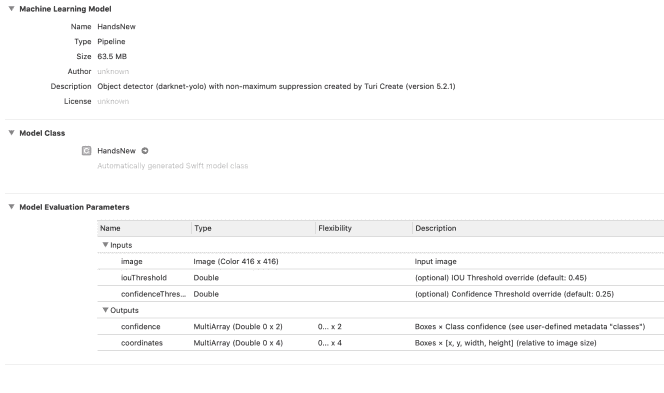 Machine Learning Model
Name HandsNew
Type Pipeline
Size 63.5 MB
Author unknown
Description Object detector (darknet-yolo) with non-maximum suppression created by Turi Create (version 5.2.1)
License unknown
Model Class
C HandsNew
Automatically generated Swift model class
Model Evaluation Parameters
Name Type Flexibility Description
Inputs
image Image (Color 416 x 416) Input image
iouThreshold Double (optional) IOU Threshold override (default: 0.45)
confidenceThres... Double (optional) Confidence Threshold override (default: 0.25)
Outputs
confidence MultiArray (Double 0 x 2) 0... x 2 Boxes × Class confidence (see user-defined metadata "classes")
coordinates MultiArray (Double 0 x 4) 0... x 4 Boxes × [x, y, width, height] (relative to image size)